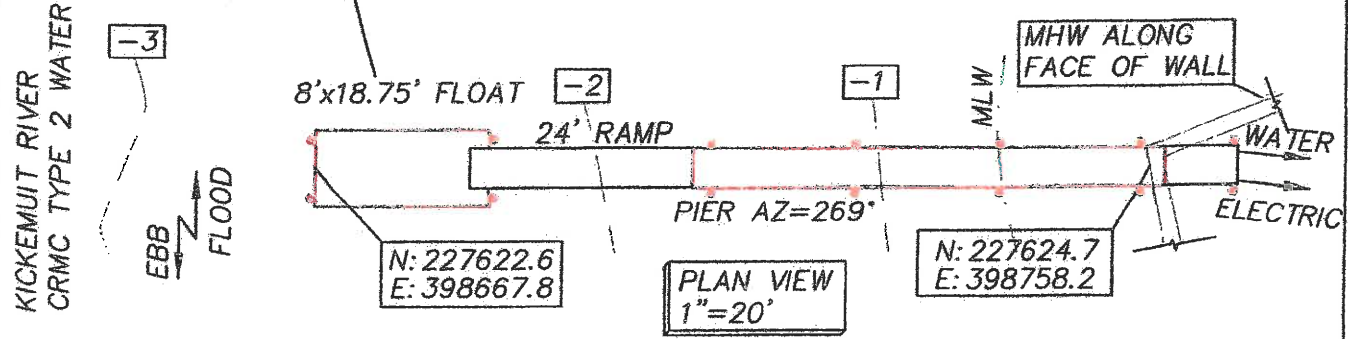 KICKEMUIT RIVER
CRMC TYPE 2 WATER
-3
EBB
FLOOD
8'x18.75' FLOAT
-2
24' RAMP
-1
MLW
MHW ALONG
FACE OF WALL
WATER
ELECTRIC
PIER AZ=269°
N: 227622.6
E: 398667.8
PLAN VIEW
1"=20'
N: 227624.7
E: 398758.2